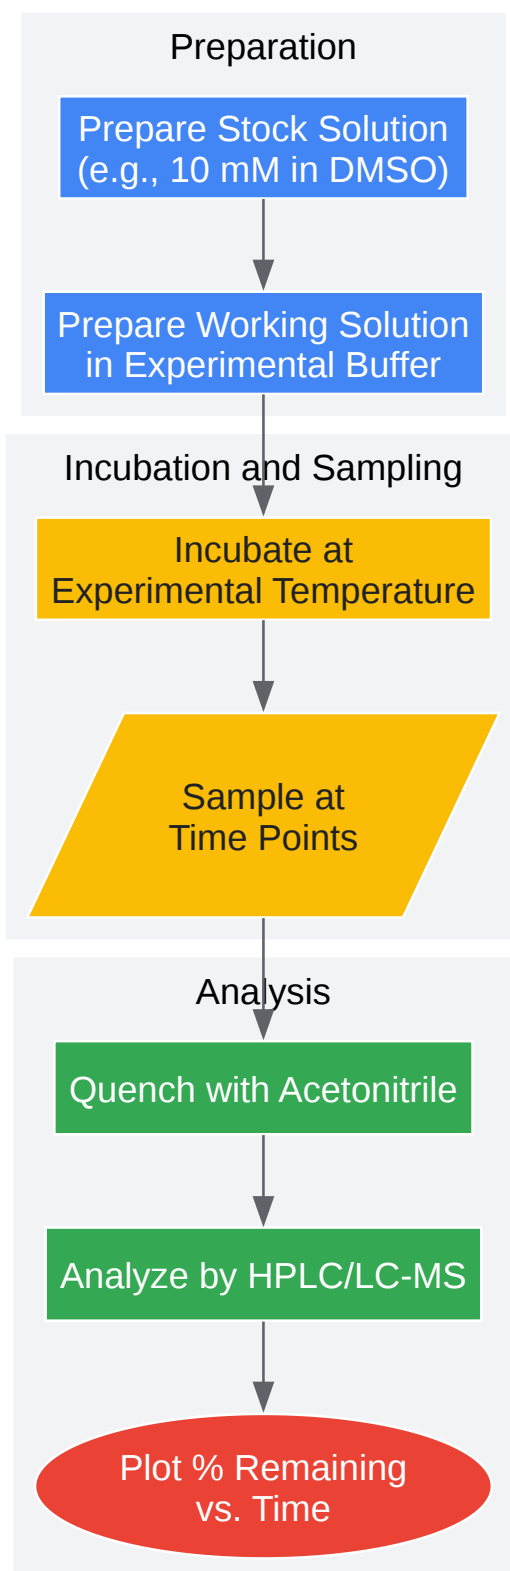 Preparation
Prepare Stock Solution
(e.g., 10 mM in DMSO)
Prepare Working Solution
in Experimental Buffer
Incubation and Sampling
Incubate at
Experimental Temperature
Sample at
Time Points
Analysis
Quench with Acetonitrile
Analyze by HPLC/LC-MS
Plot % Remaining
vs. Time